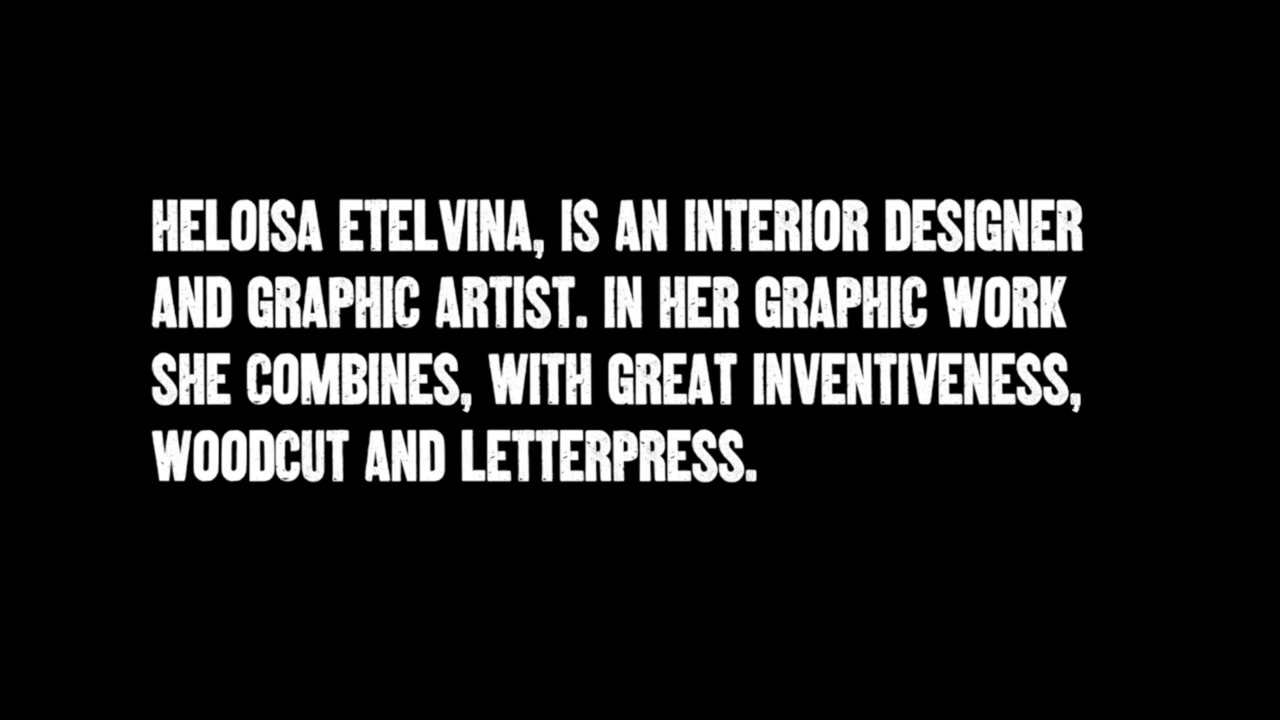 HELOISA ETELVINA, IS AN INTERIOR DESIGNER
AND GRAPHIC ARTIST. IN HER GRAPHIC WORK
SHE COMBINES, WITH GREAT INVENTIVENESS,
WOODCUT AND LETTERPRESS.